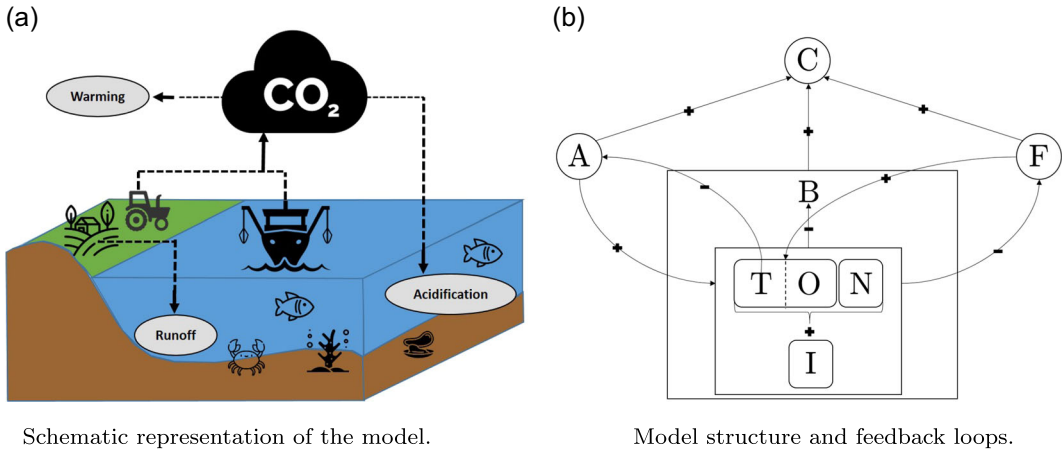 (a)
(b)
CO₂
Warming
Acidification
Runoff
C
+
+
+
A
F
B
-
+
-
+
-
T O N
+
I
Schematic representation of the model.
Model structure and feedback loops.